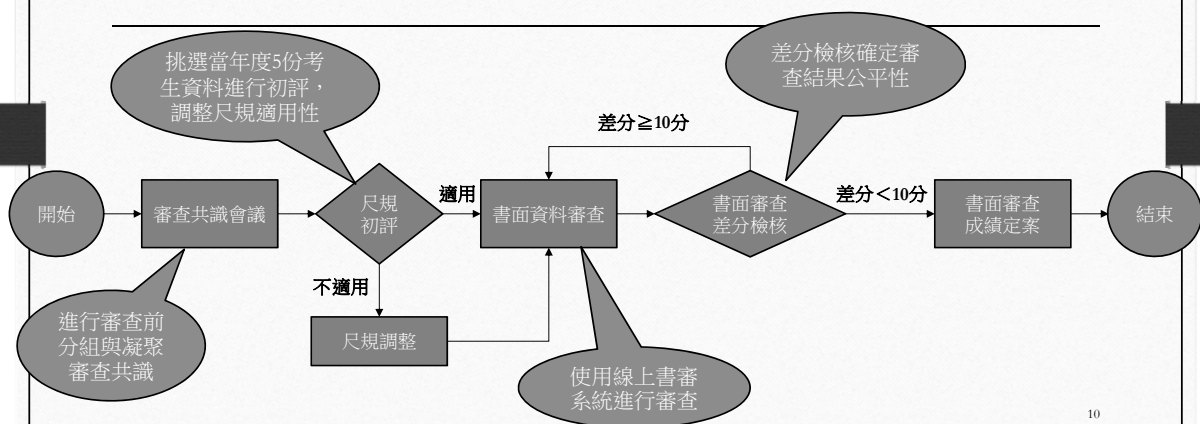 挑選當年度5份考
生資料進行初評，
調整尺規適用性
差分檢核確定審
查結果公平性
差分≧10分
開始
審查共識會議
尺規
初評
適用
書面資料審查
書面審查
差分檢核
差分＜10分
書面審查
成績定案
結束
不適用
尺規調整
進行審查前
分組與凝聚
審查共識
使用線上書審
系統進行審查
10